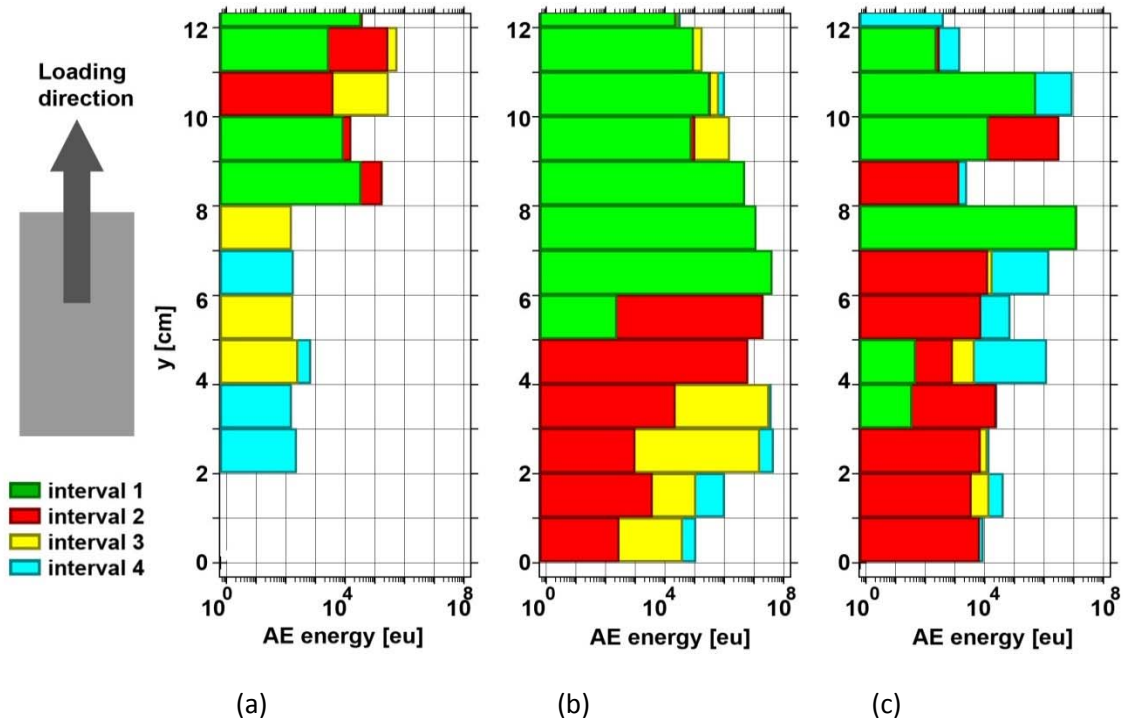 Loading
direction
interval 1
interval 2
interval 3
interval 4
y [cm]
12
10
8
6
4
2
0
10^0 10^4 10^8
AE energy [eu]
(a)
12
10
8
6
4
2
0
10^0 10^4 10^8
AE energy [eu]
(b)
12
10
8
6
4
2
0
10^0 10^4 10^8
AE energy [eu]
(c)